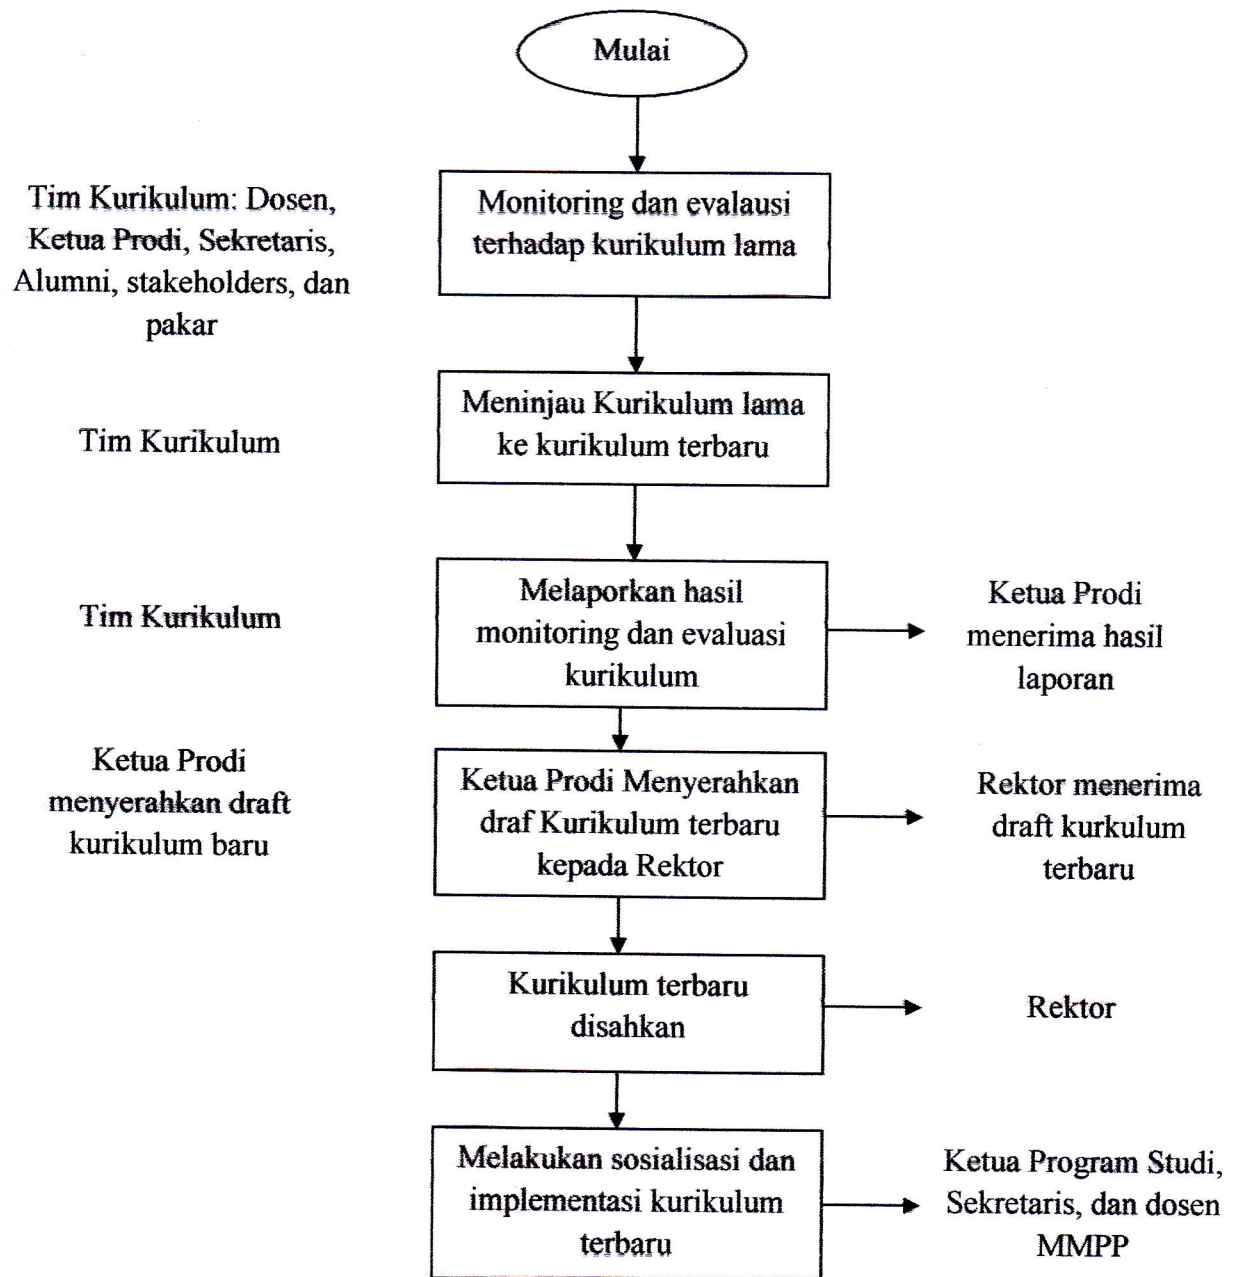 Mulai
Tim Kurikulum: Dosen,
Ketua Prodi, Sekretaris,
Alumni, stakeholders, dan
pakar
Monitoring dan evalausi
terhadap kurikulum lama
Tim Kurikulum
Meninjau Kurikulum lama
ke kurikulum terbaru
Tim Kurikulum
Melaporkan hasil
monitoring dan evaluasi
kurikulum
Ketua Prodi
menerima hasil
laporan
Ketua Prodi
menyerahkan draft
kurikulum baru
Ketua Prodi Menyerahkan
draf Kurikulum terbaru
kepada Rektor
Rektor menerima
draft kurkulum
terbaru
Kurikulum terbaru
disahkan
Rektor
Melakukan sosialisasi dan
implementasi kurikulum
terbaru
Ketua Program Studi,
Sekretaris, dan dosen
MMPP